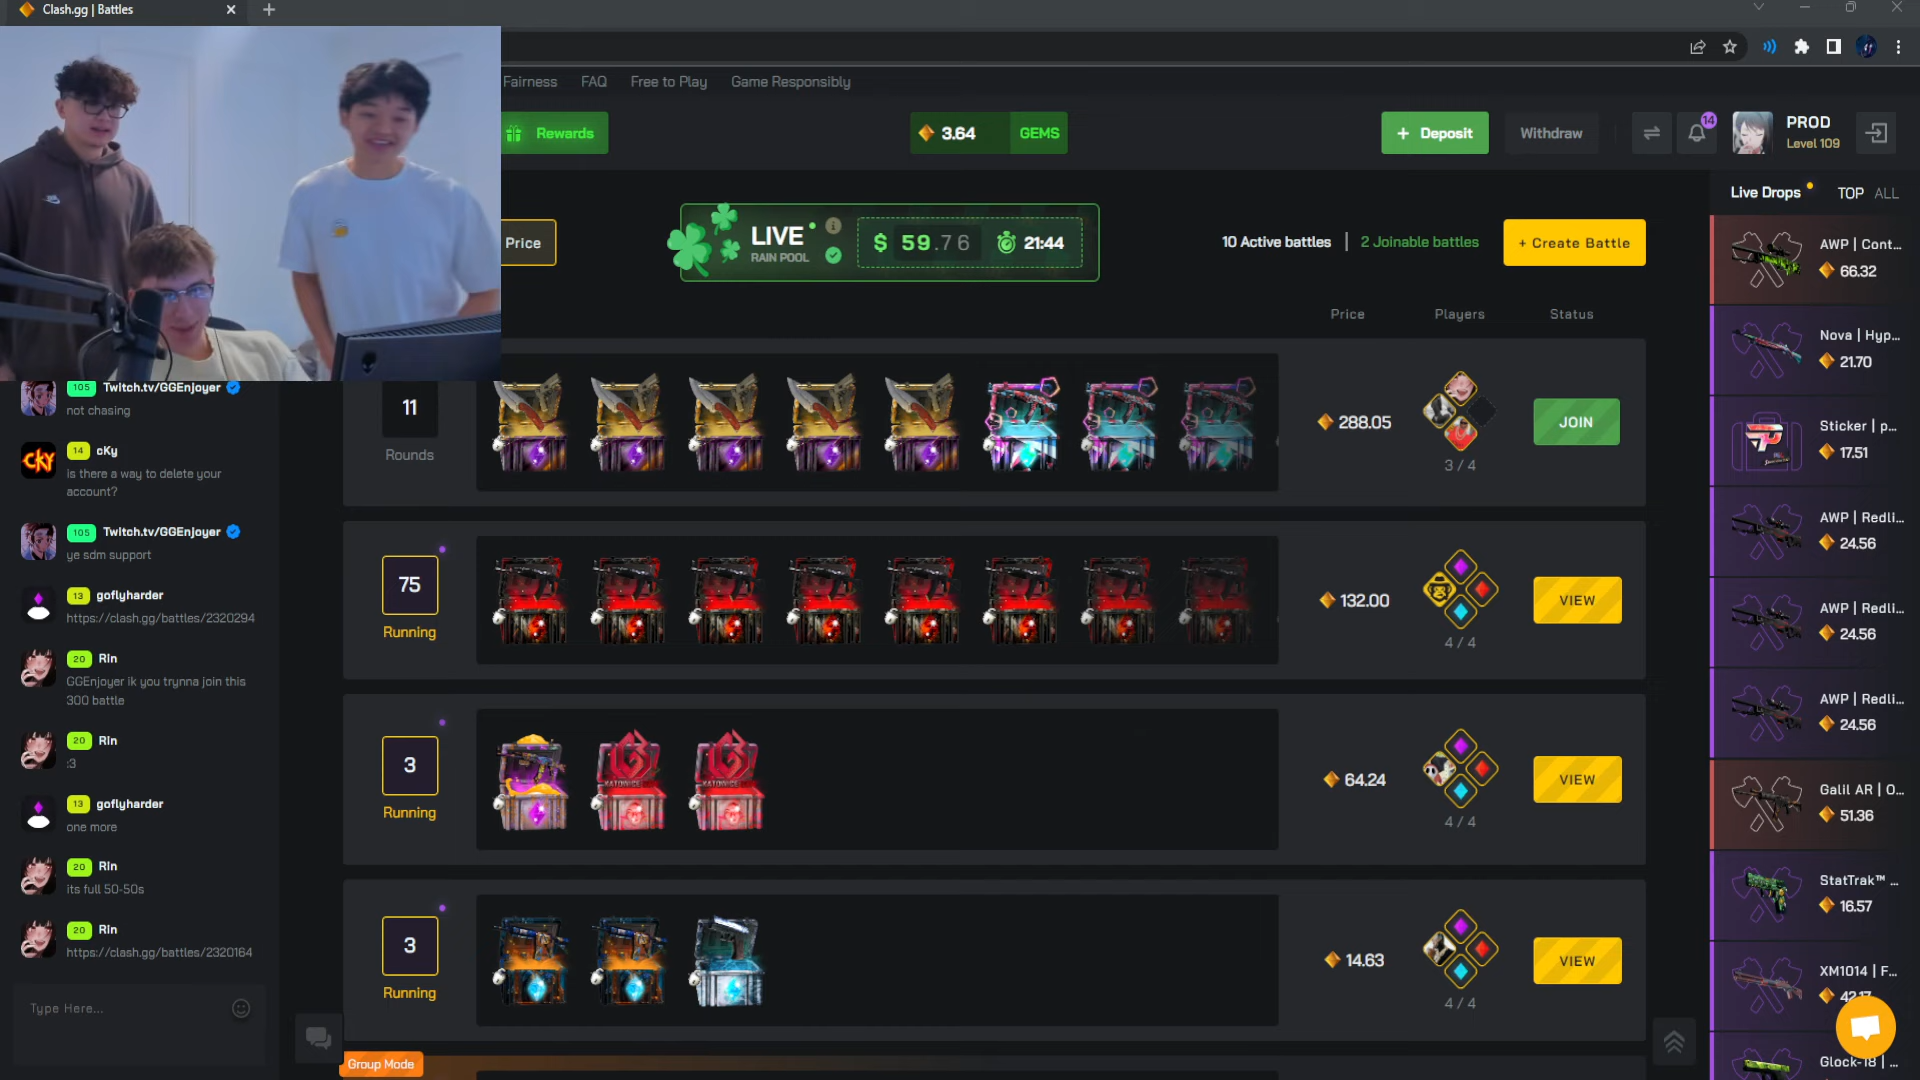 Clash.gg | Battles
Fairness FAQ Free to Play Game Responsibly
Rewards
3.64 GEMS
+ Deposit
Withdraw
14
PROD
Level 109
Price
LIVE
RAIN POOL
$ 59.76
21:44
10 Active battles | 2 Joinable battles
+ Create Battle
Live Drops TOP ALL
Price Players Status
11
Rounds
288.05
3 / 4
JOIN
75
Running
132.00
4 / 4
VIEW
3
Running
KATOWICE
KATOWICE
64.24
4 / 4
VIEW
3
Running
14.63
4 / 4
VIEW
Group Mode
105 Twitch.tv/GGEnjoyer
not chasing
CKY
14 cKy
is there a way to delete your
account?
105 Twitch.tv/GGEnjoyer
ye sdm support
13 goflyharder
https://clash.gg/battles/2320294
20 Rin
GGEnjoyer ik you trynna join this
300 battle
20 Rin
:3
13 goflyharder
one more
20 Rin
its full 50-50s
20 Rin
https://clash.gg/battles/2320164
Type Here...
AWP | Cont...
66.32
Nova | Hyp...
21.70
Sticker | p...
17.51
AWP | Redli...
24.56
AWP | Redli...
24.56
AWP | Redli...
24.56
Galil AR | O...
51.36
StatTrak™ ...
16.57
XM1014 | F...
42.17
Glock-18 | ...